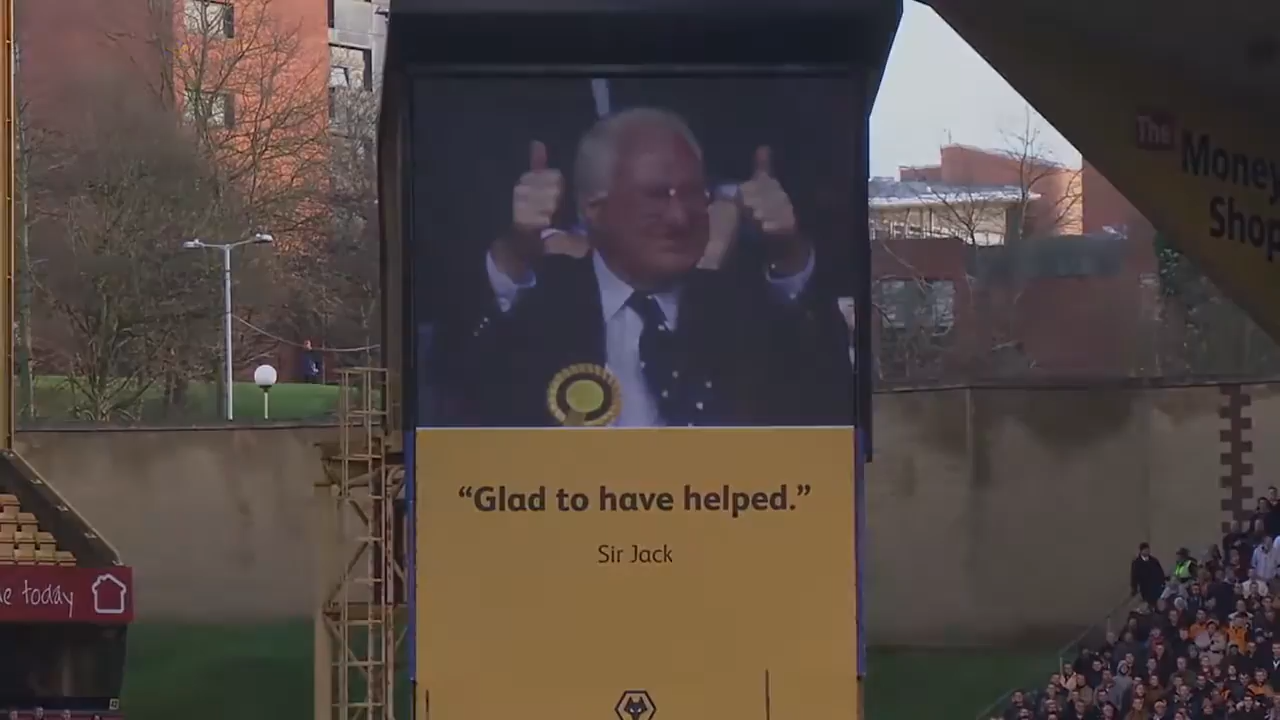 The
Money
Shop
“Glad to have helped.”
Sir Jack
e today